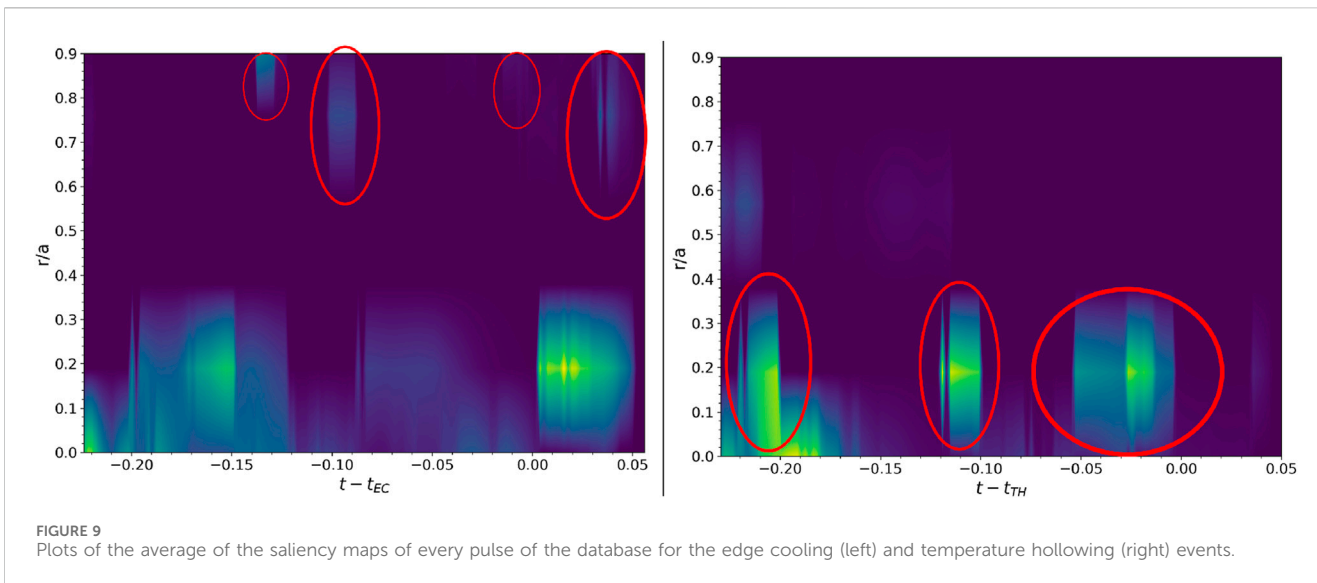 0.9
0.8
0.7
0.6
0.5
0.4
0.3
0.2
0.1
0.0
r/a
−0.20 −0.15 −0.10 −0.05 0.00 0.05
t − t_EC
0.9
0.8
0.7
0.6
0.5
0.4
0.3
0.2
0.1
0.0
r/a
−0.20 −0.15 −0.10 −0.05 0.00 0.05
t − t_TH
FIGURE 9
Plots of the average of the saliency maps of every pulse of the database for the edge cooling (left) and temperature hollowing (right) events.